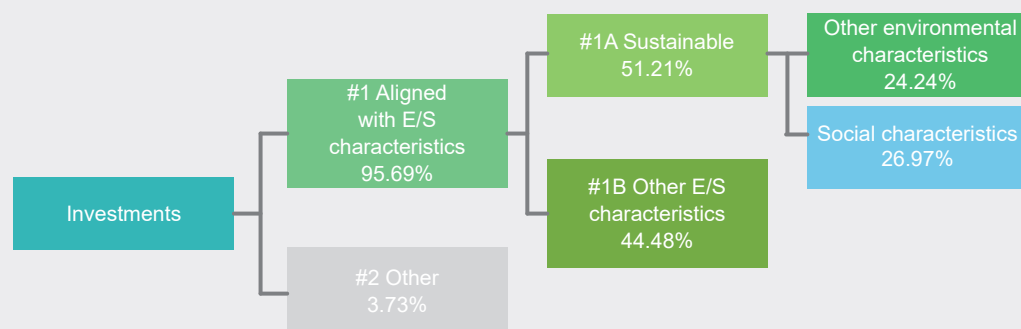 Investments
#1 Aligned
with E/S
characteristics
95.69%
#2 Other
3.73%
#1A Sustainable
51.21%
#1B Other E/S
characteristics
44.48%
Other environmental
characteristics
24.24%
Social characteristics
26.97%